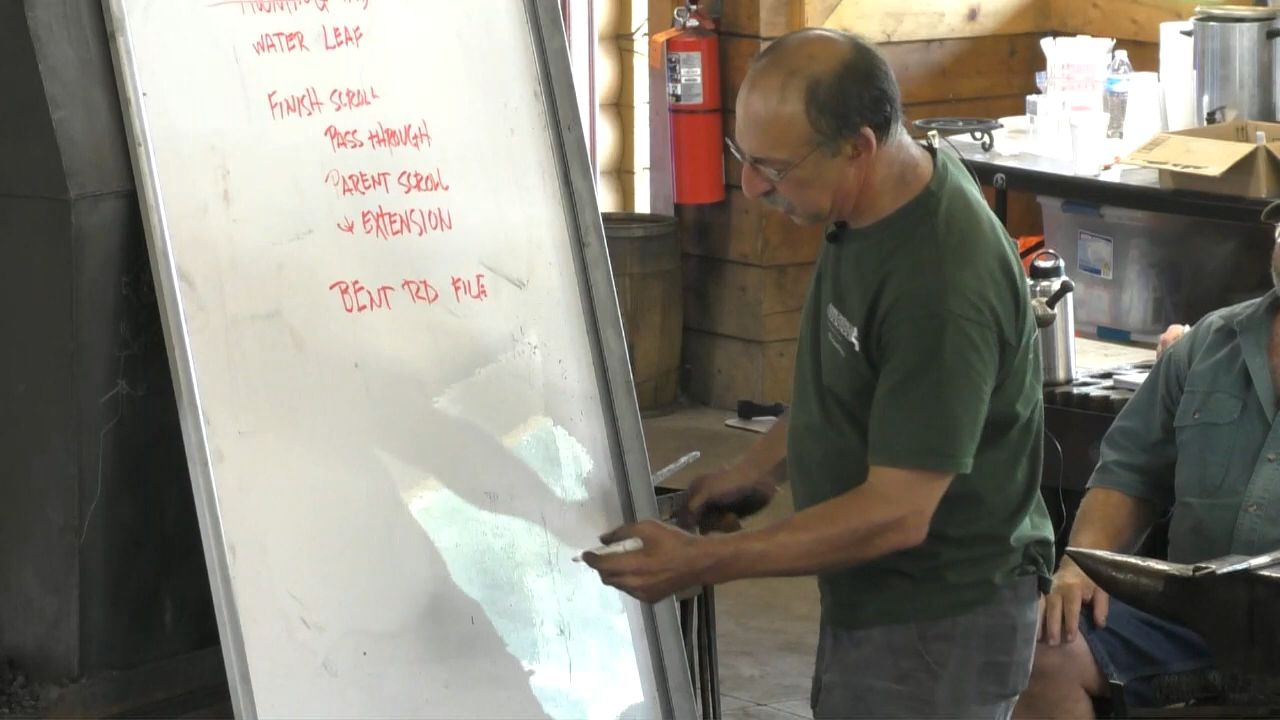 WATER LEAF
FINISH SCROLL
PASS THROUGH
PARENT SCROLL
↘ EXTENSION
BENT RD FILE